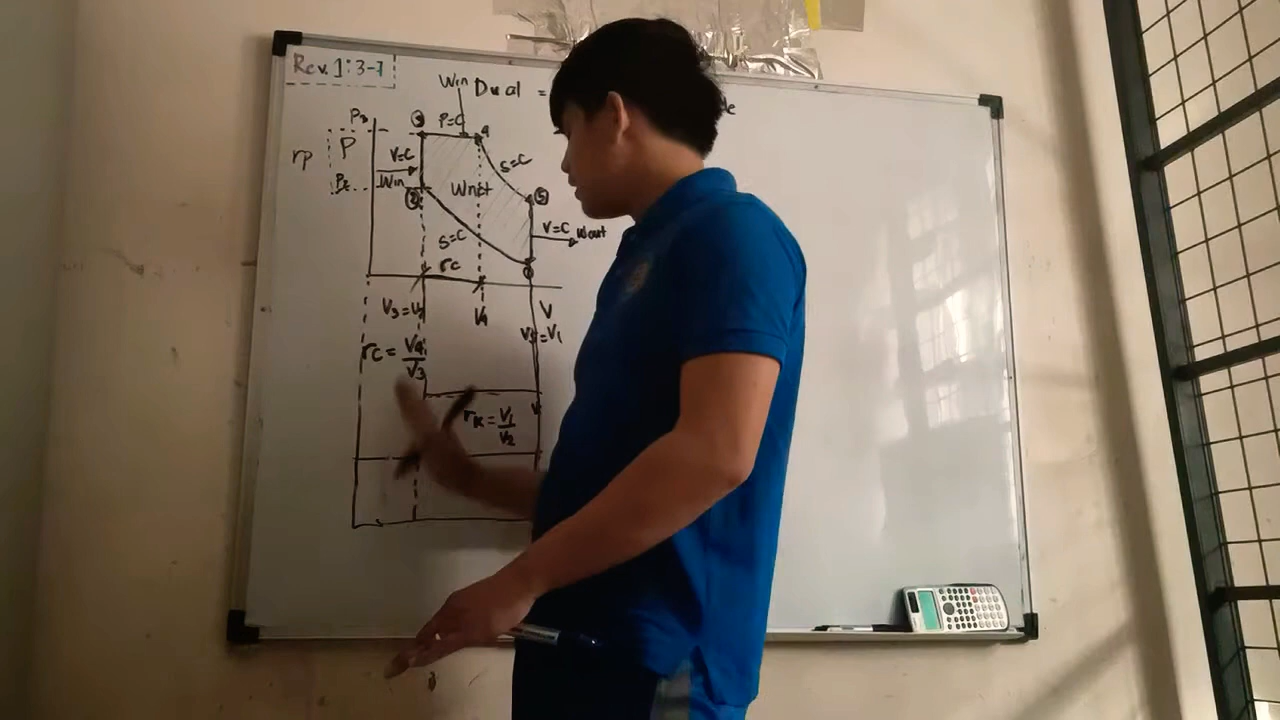 Rev. 1: 3-7
Win
Dual =
P3
③ P=C 4
rp P V=C S=C
P2 Win Wnet ⑤
② V=C Wout
S=C
rc ①
V3=V2 V4 V
V5=V1
rc = V4/V3
rk = V1/V2